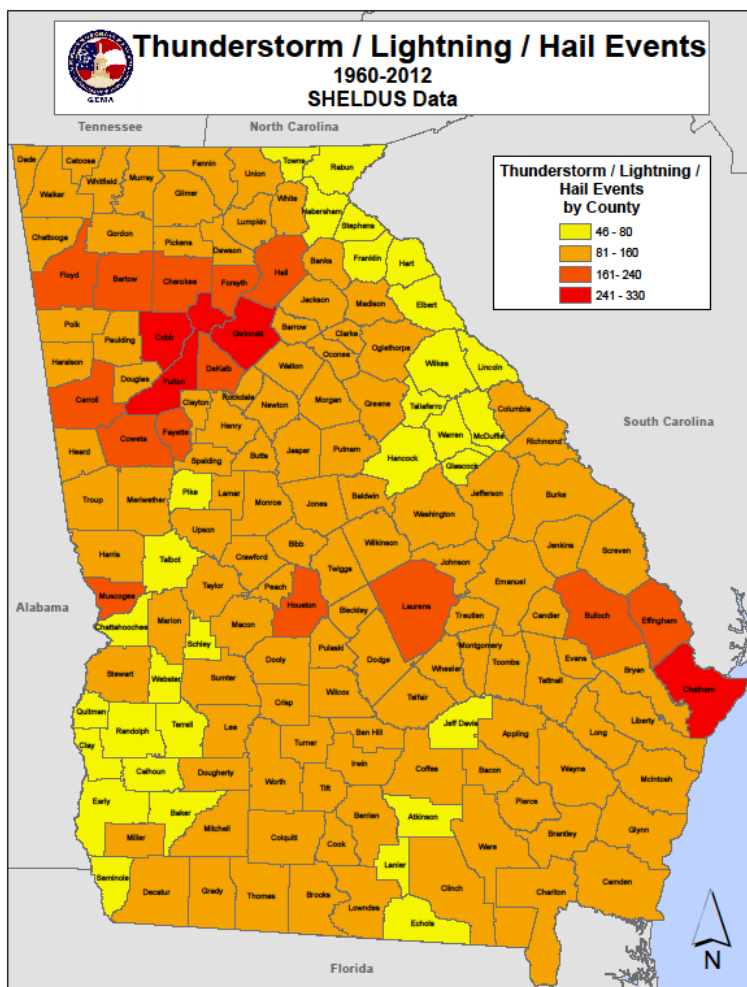 Thunderstorm / Lightning / Hail Events
1960-2012
SHELDUS Data
GEMA
Tennessee
North Carolina
Thunderstorm / Lightning /
Hail Events
by County
46 - 80
81 - 160
161- 240
241 - 330
Dade
Catoosa
Whitfield
Murray
Fannin
Union
Towns
Rabun
Walker
Gilmer
White
Habersham
Lumpkin
Stephens
Chattooga
Gordon
Pickens
Dawson
Banks
Franklin
Hart
Floyd
Bartow
Cherokee
Forsyth
Hall
Jackson
Madison
Elbert
Polk
Paulding
Cobb
Gwinnett
Barrow
Clarke
Oconee
Oglethorpe
Wilkes
Lincoln
Haralson
Douglas
Fulton
DeKalb
Walton
Carroll
Clayton
Rockdale
Newton
Morgan
Greene
Taliaferro
Columbia
South Carolina
Coweta
Fayette
Henry
Warren
McDuffie
Richmond
Heard
Spalding
Butts
Jasper
Putnam
Hancock
Glascock
Troup
Meriwether
Pike
Lamar
Monroe
Jones
Baldwin
Jefferson
Burke
Washington
Upson
Harris
Talbot
Crawford
Bibb
Wilkinson
Jenkins
Screven
Johnson
Twiggs
Emanuel
Alabama
Muscogee
Taylor
Peach
Houston
Bleckley
Laurens
Treutlen
Candler
Bulloch
Effingham
Chattahoochee
Marion
Macon
Schley
Pulaski
Dodge
Montgomery
Wheeler
Toombs
Evans
Tattnall
Bryan
Stewart
Webster
Sumter
Dooly
Wilcox
Telfair
Chatham
Crisp
Quitman
Randolph
Terrell
Lee
Jeff Davis
Appling
Long
Liberty
Clay
Turner
Ben Hill
Irwin
Coffee
Bacon
Wayne
McIntosh
Calhoun
Dougherty
Worth
Tift
Early
Baker
Mitchell
Berrien
Atkinson
Pierce
Miller
Colquitt
Cook
Ware
Brantley
Glynn
Lanier
Seminole
Decatur
Grady
Thomas
Brooks
Lowndes
Clinch
Charlton
Camden
Echols
Florida
N